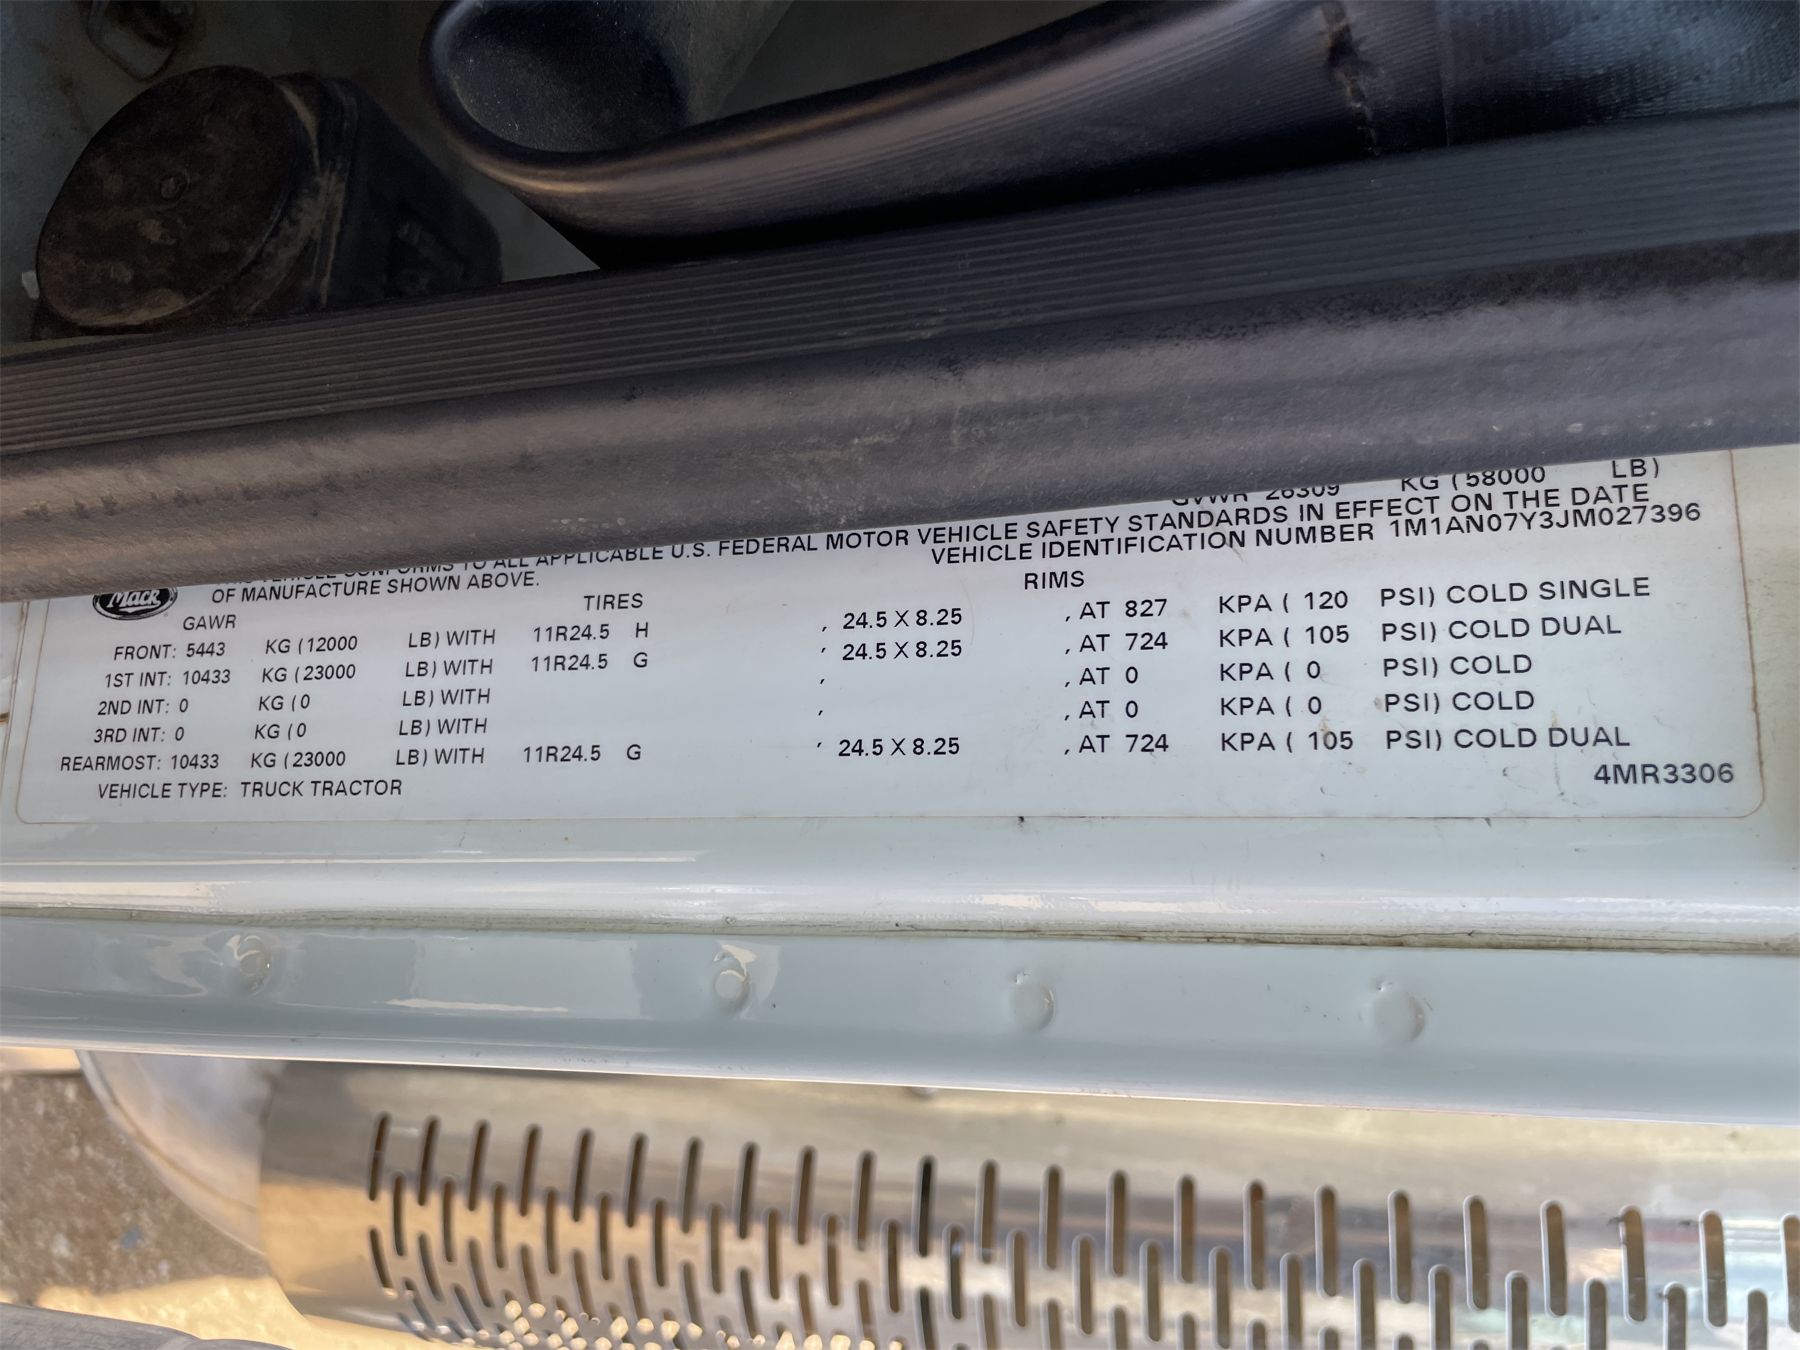 GVWR 26309 KG (58000 LB)
THIS VEHICLE CONFORMS TO ALL APPLICABLE U.S. FEDERAL MOTOR VEHICLE SAFETY STANDARDS IN EFFECT ON THE DATE
OF MANUFACTURE SHOWN ABOVE. VEHICLE IDENTIFICATION NUMBER 1M1AN07Y3JM027396
Mack
GAWR TIRES RIMS
FRONT: 5443 KG (12000 LB) WITH 11R24.5 H , 24.5 X 8.25 , AT 827 KPA ( 120 PSI) COLD SINGLE
1ST INT: 10433 KG (23000 LB) WITH 11R24.5 G , 24.5 X 8.25 , AT 724 KPA ( 105 PSI) COLD DUAL
2ND INT: 0 KG (0 LB) WITH , , AT 0 KPA ( 0 PSI) COLD
3RD INT: 0 KG (0 LB) WITH , , AT 0 KPA ( 0 PSI) COLD
REARMOST: 10433 KG (23000 LB) WITH 11R24.5 G , 24.5 X 8.25 , AT 724 KPA ( 105 PSI) COLD DUAL
VEHICLE TYPE: TRUCK TRACTOR 4MR3306